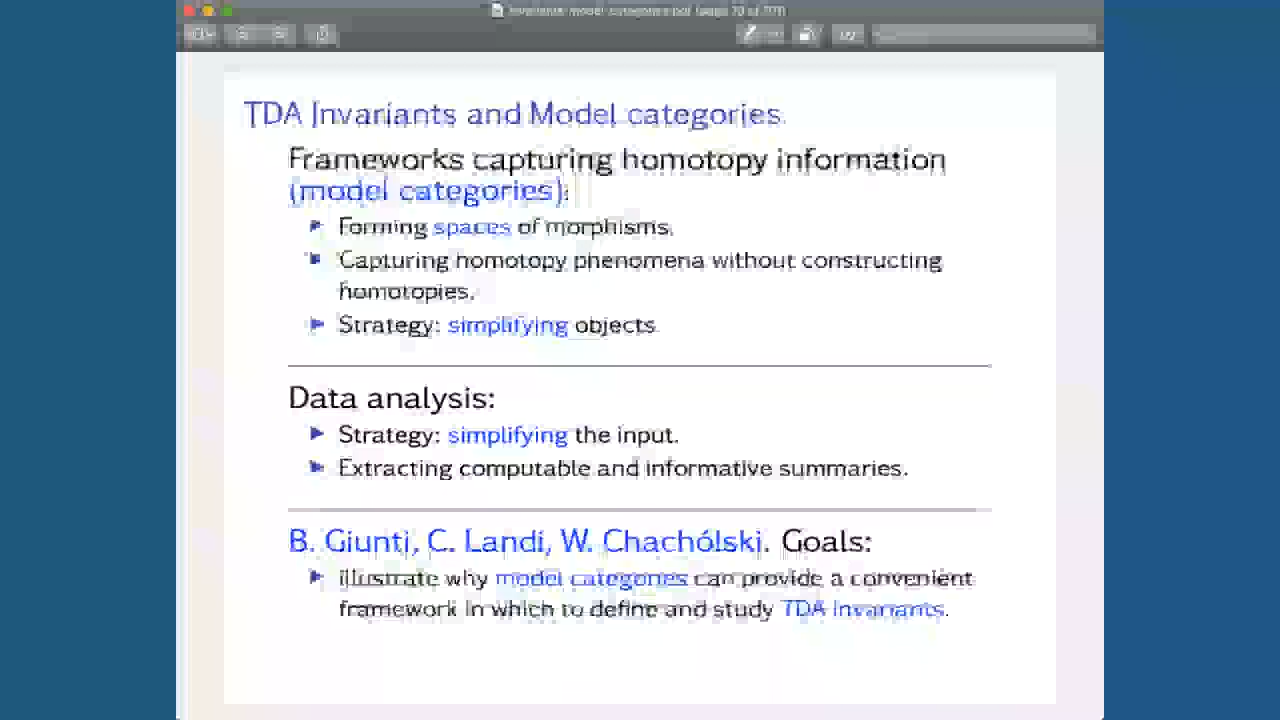 TDA Invariants and Model categories.
Frameworks capturing homotopy information
(model categories):
Forming spaces of morphisms.
Capturing homotopy phenomena without constructing
homotopies.
Strategy: simplifying objects.
Data analysis:
Strategy: simplifying the input.
Extracting computable and informative summaries.
B. Giunti, C. Landi, W. Chachólski. Goals:
illustrate why model categories can provide a convenient
framework in which to define and study TDA invariants.